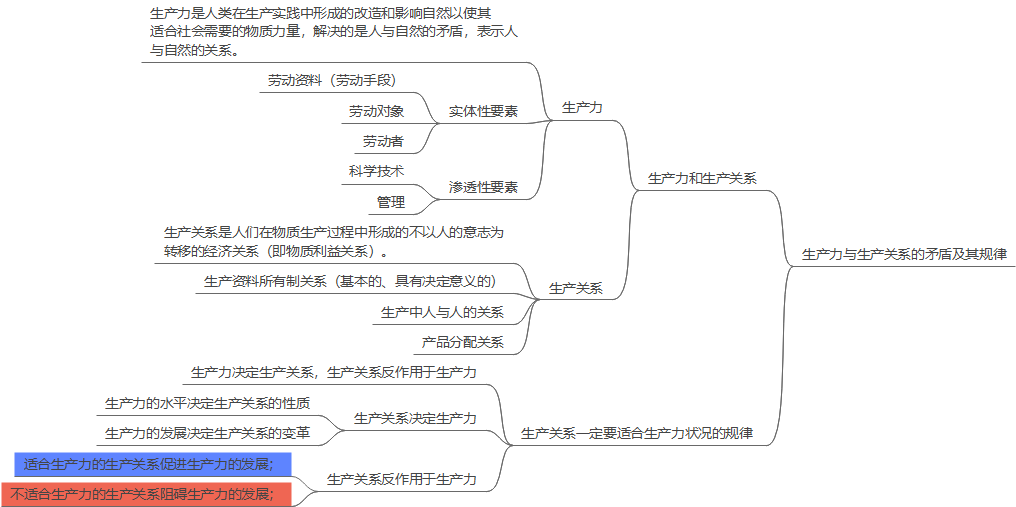 生产力是人类在生产实践中形成的改造和影响自然以使其
适合社会需要的物质力量，解决的是人与自然的矛盾，表示人
与自然的关系。
劳动资料（劳动手段）
劳动对象
劳动者
实体性要素
科学技术
管理
渗透性要素
生产力
生产关系是人们在物质生产过程中形成的不以人的意志为
转移的经济关系（即物质利益关系）。
生产资料所有制关系（基本的、具有决定意义的）
生产中人与人的关系
产品分配关系
生产关系
生产力和生产关系
生产力决定生产关系，生产关系反作用于生产力
生产力的水平决定生产关系的性质
生产力的发展决定生产关系的变革
生产关系决定生产力
适合生产力的生产关系促进生产力的发展；
不适合生产力的生产关系阻碍生产力的发展；
生产关系反作用于生产力
生产关系一定要适合生产力状况的规律
生产力与生产关系的矛盾及其规律